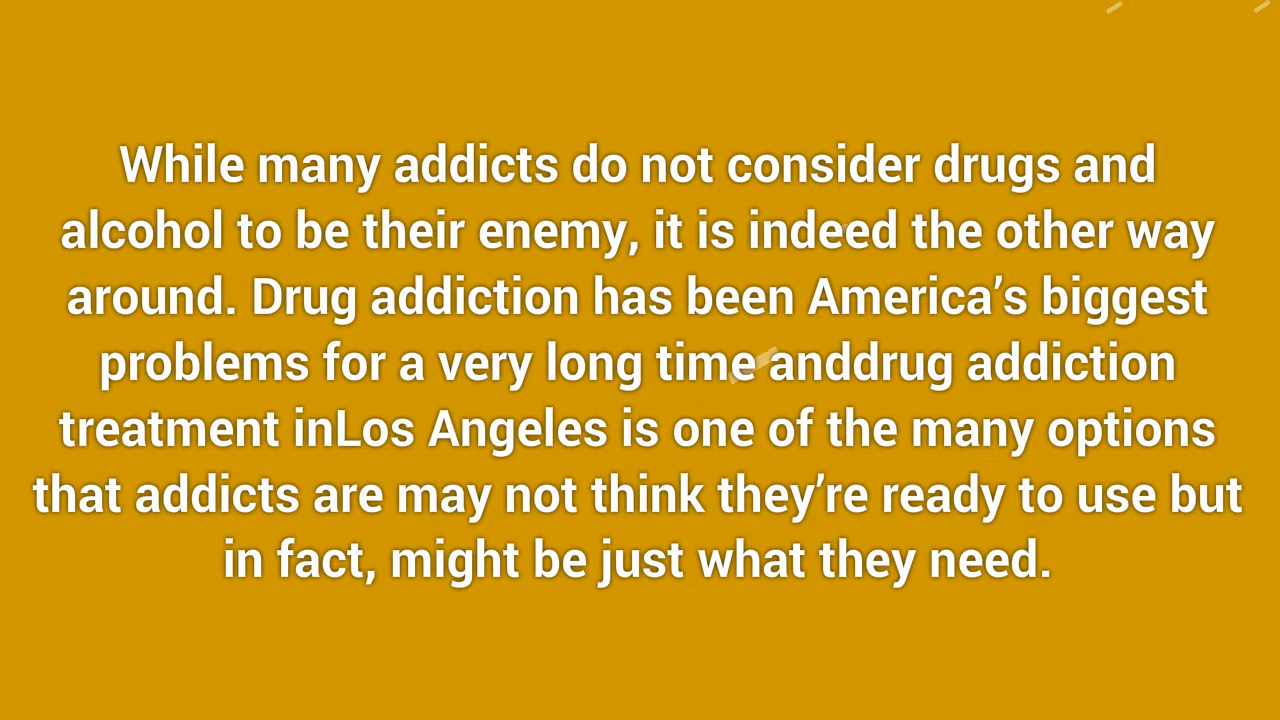 While many addicts do not consider drugs and
alcohol to be their enemy, it is indeed the other way
around. Drug addiction has been America’s biggest
problems for a very long time anddrug addiction
treatment inLos Angeles is one of the many options
that addicts are may not think they’re ready to use but
in fact, might be just what they need.